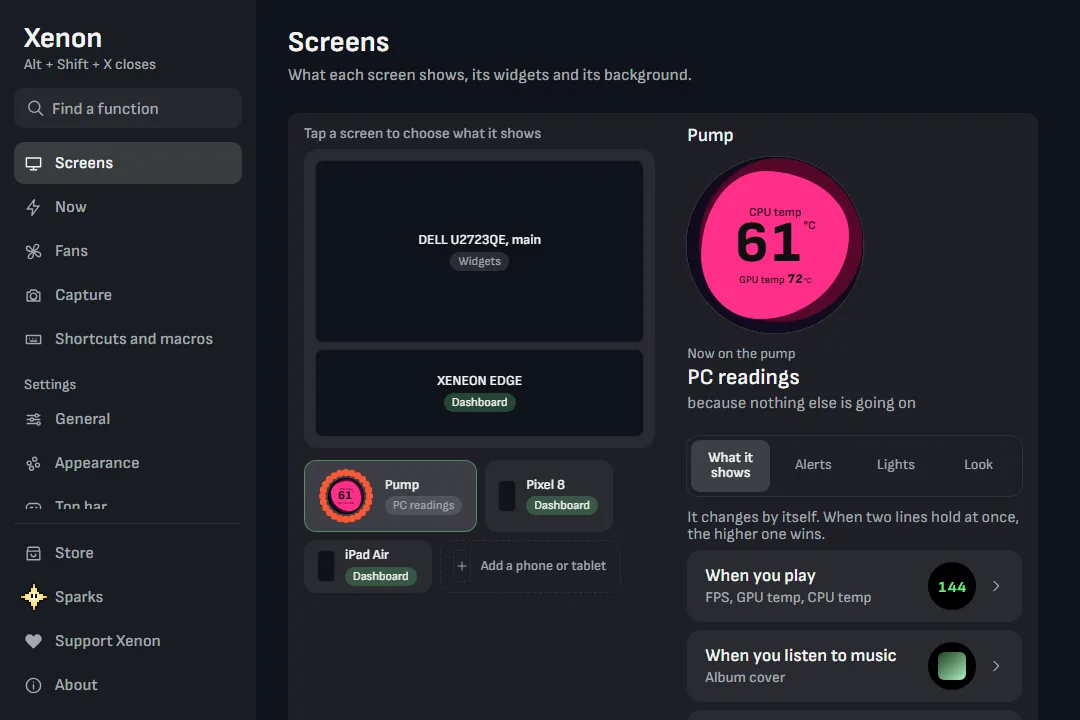 Xenon
Alt + Shift + X closes
Find a function
Screens
Now
Fans
Capture
Shortcuts and macros
Settings
General
Appearance
Top bar
Store
Sparks
Support Xenon
About
Screens
What each screen shows, its widgets and its background.
Tap a screen to choose what it shows
DELL U2723QE, main
Widgets
XENEON EDGE
Dashboard
61
Pump
PC readings
Pixel 8
Dashboard
iPad Air
Dashboard
+ Add a phone or tablet
Pump
CPU temp
61 °C
GPU temp 72 °C
Now on the pump
PC readings
because nothing else is going on
What it
shows
Alerts
Lights
Look
It changes by itself. When two lines hold at once,
the higher one wins.
When you play
FPS, GPU temp, CPU temp
144
When you listen to music
Album cover